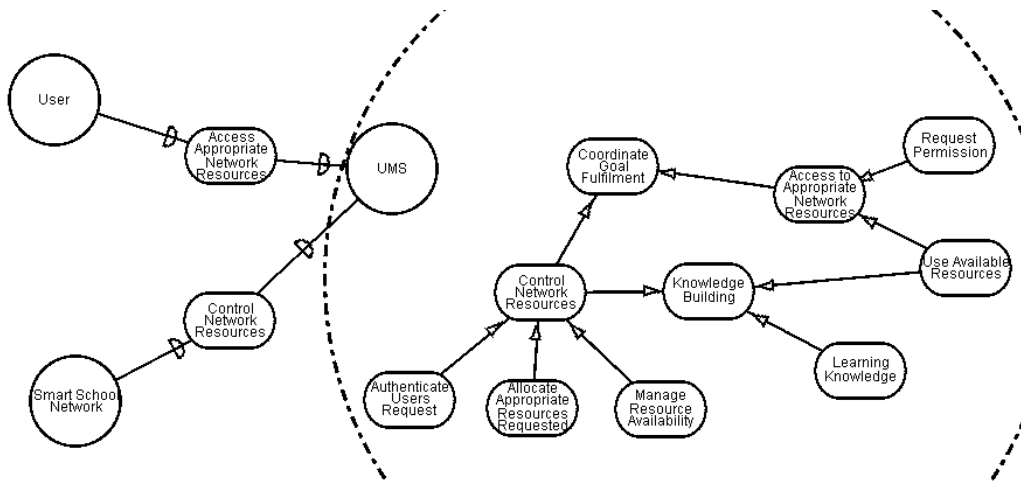 User
Access
Appropriate
Network
Resources
UMS
Control
Network
Resources
Smart School
Network
Coordinate
Goal
Fulfilment
Request
Permission
Access to
Appropriate
Network
Resources
Use Available
Resources
Control
Network
Resources
Knowledge
Building
Learning
Knowledge
Authenticate
Users
Request
Allocate
Appropriate
Resources
Requested
Manage
Resource
Availability